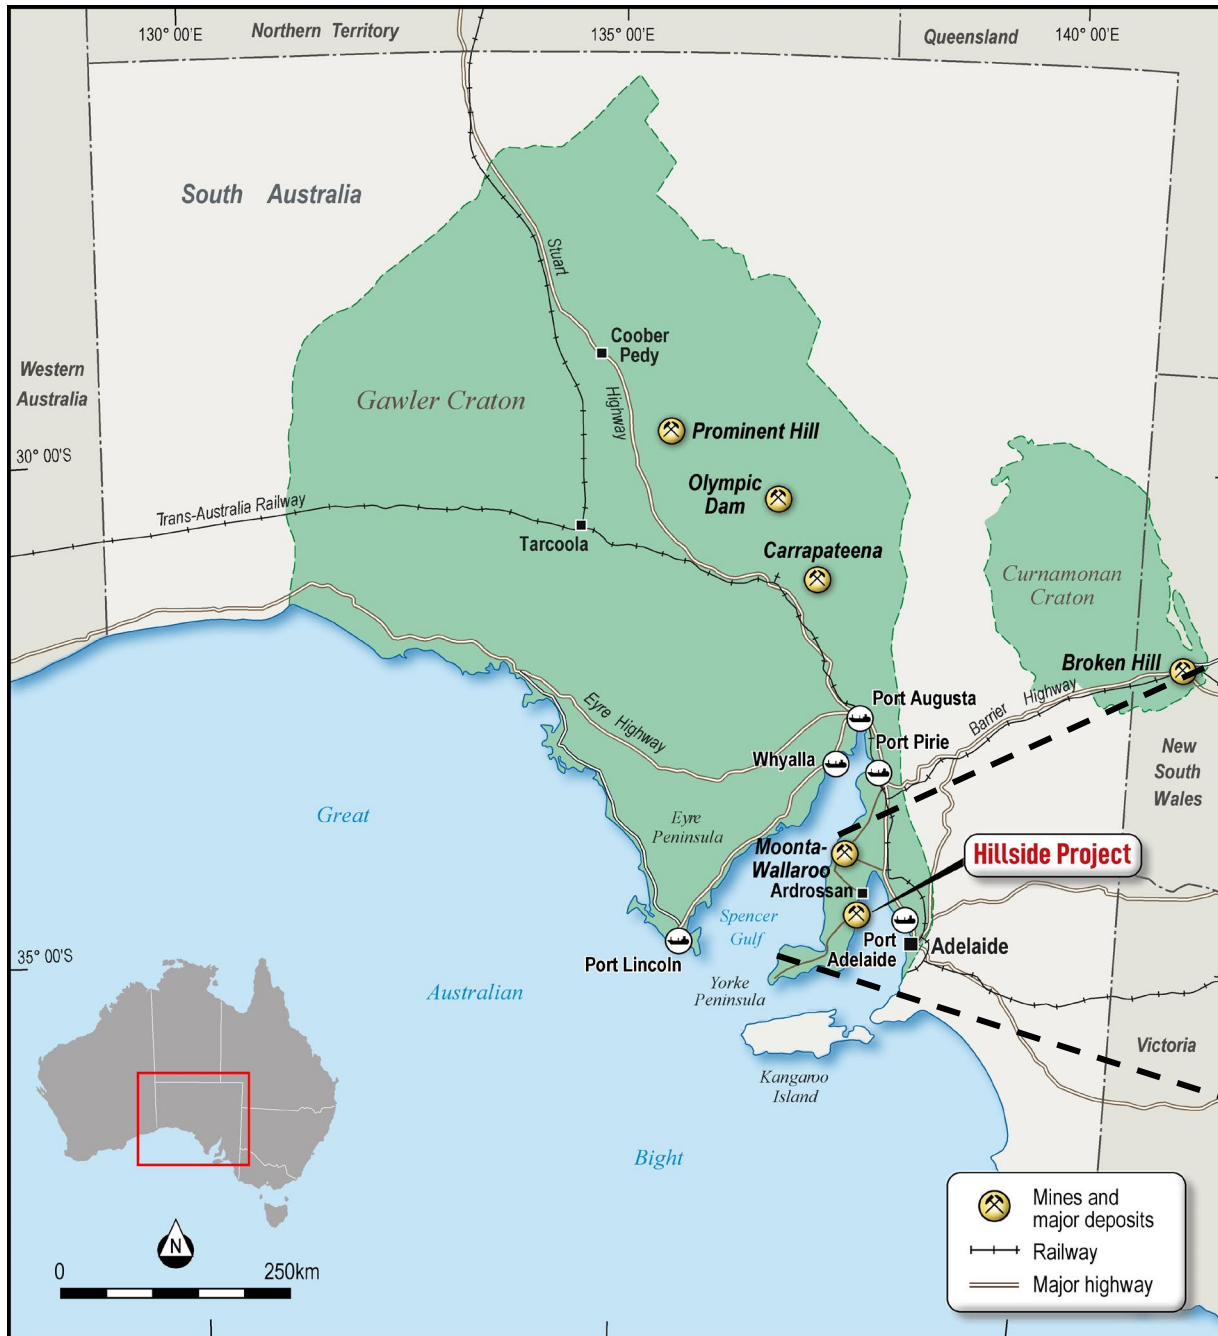 130° 00'E
Northern Territory
135° 00'E
Queensland
140° 00'E
South Australia
Stuart
Highway
Coober
Pedy
Western
Australia
Gawler Craton
Prominent Hill
30° 00'S
Olympic
Dam
Trans-Australia Railway
Tarcoola
Carrapateena
Curnamonan
Craton
Broken Hill
Barrier Highway
Port Augusta
Eyre Highway
Port Pirie
Whyalla
New
South
Wales
Great
Eyre
Peninsula
Moonta-
Wallaroo
Hillside Project
Ardrossan
Spencer
Gulf
Port
Adelaide
Adelaide
35° 00'S
Port Lincoln
Yorke
Peninsula
Australian
Victoria
Kangaroo
Island
Bight
N
0 250km
Mines and
major deposits
Railway
Major highway